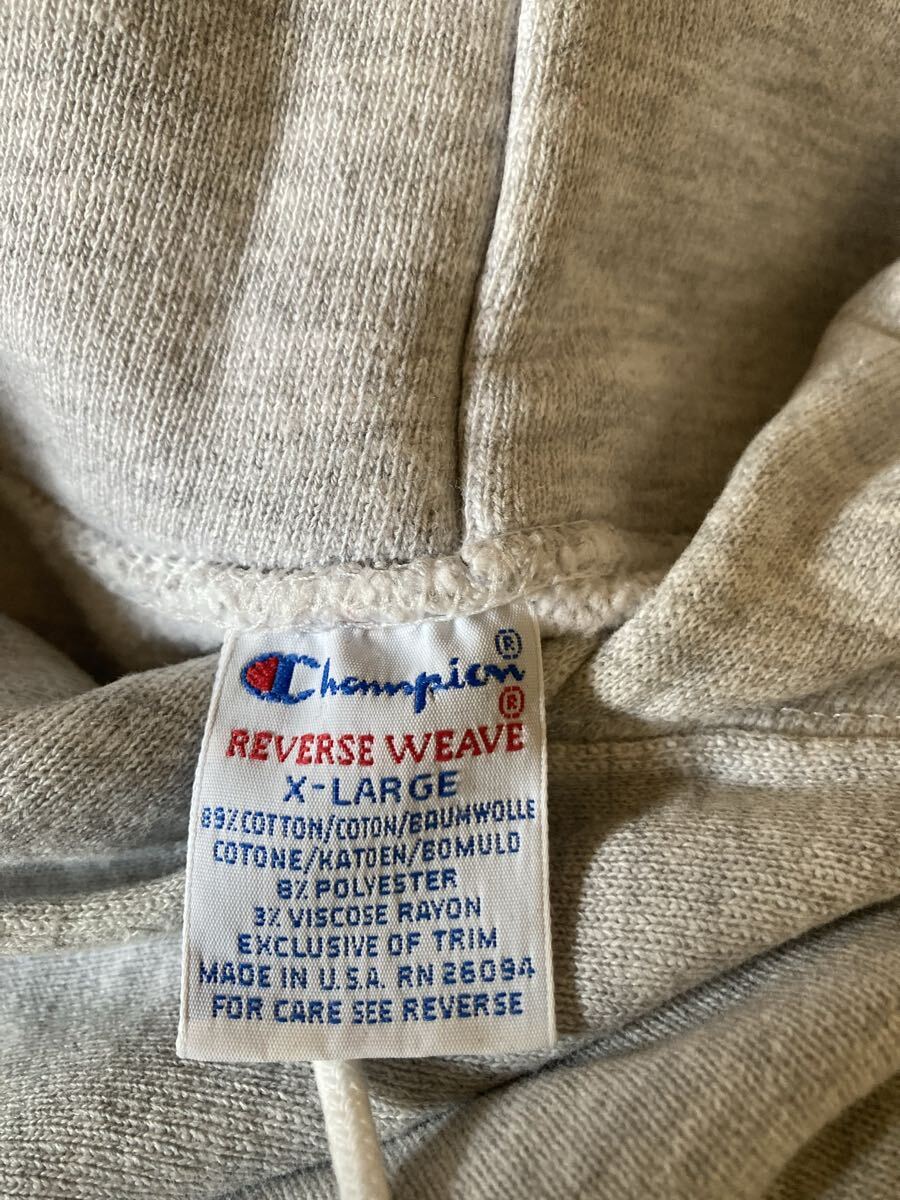 Champion®
REVERSE WEAVE®
X-LARGE
89% COTTON/COTON/BAUMWOLLE
COTONE/KATOEN/BOMULD
8% POLYESTER
3% VISCOSE RAYON
EXCLUSIVE OF TRIM
MADE IN U.S.A. RN 26094
FOR CARE SEE REVERSE